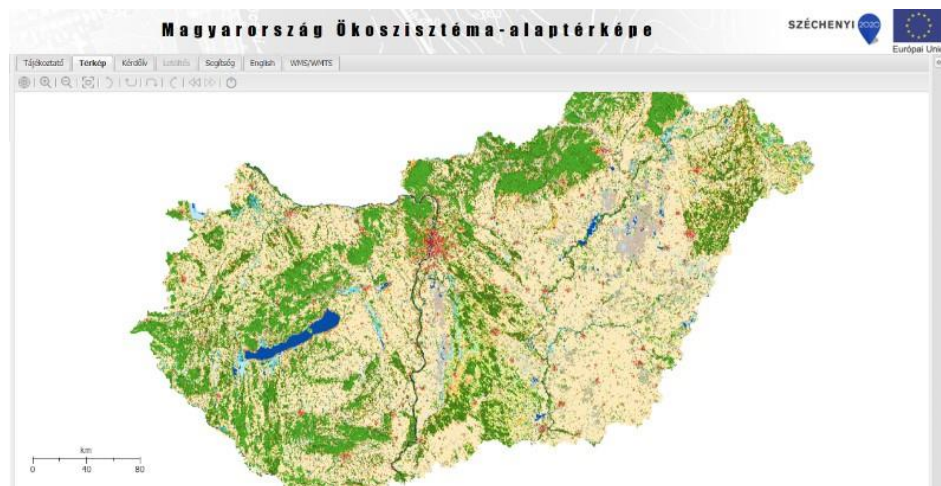 Magyarország Ökoszisztéma-alaptérképe
SZÉCHENYI 2020
Európai Unió
Tájékoztató Térkép Kérdőív Letöltés Segítség English WMS/WMTS
km
0 40 80